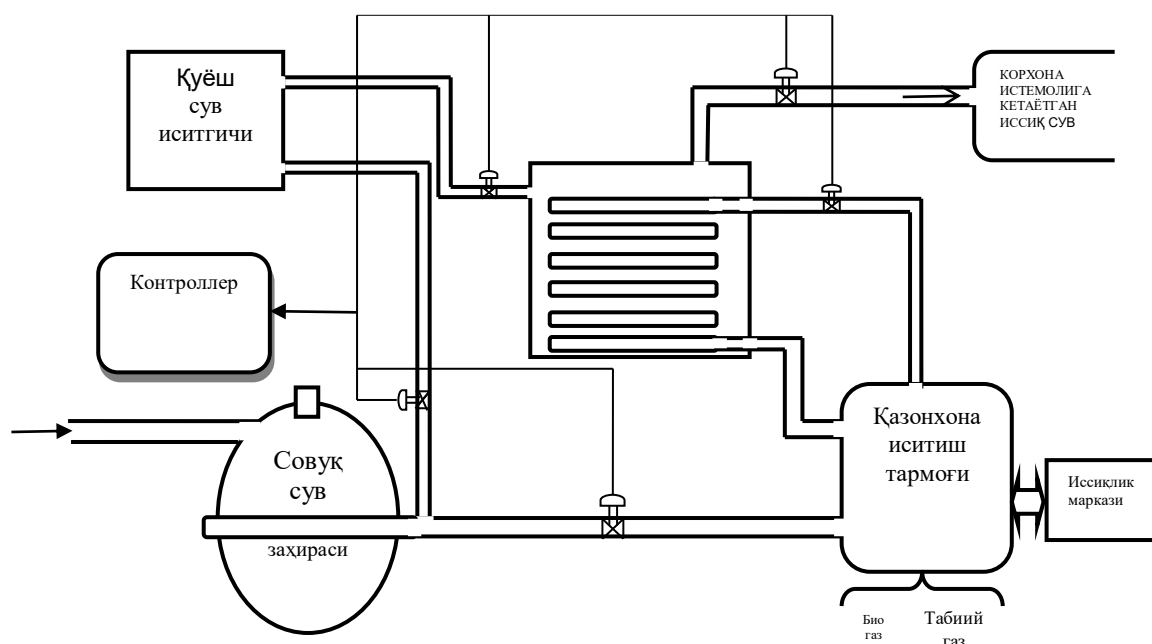 Қуёш
сув
иситгичи
КОРХОНА
ИСТЕМОЛИГА
КЕТАЁТГАН
ИССИҚ СУВ
Контроллер
Совуқ
сув
заҳираси
Қазонхона
иситиш
тармоғи
Иссиқлик
маркази
Био
газ
Табиий
газ